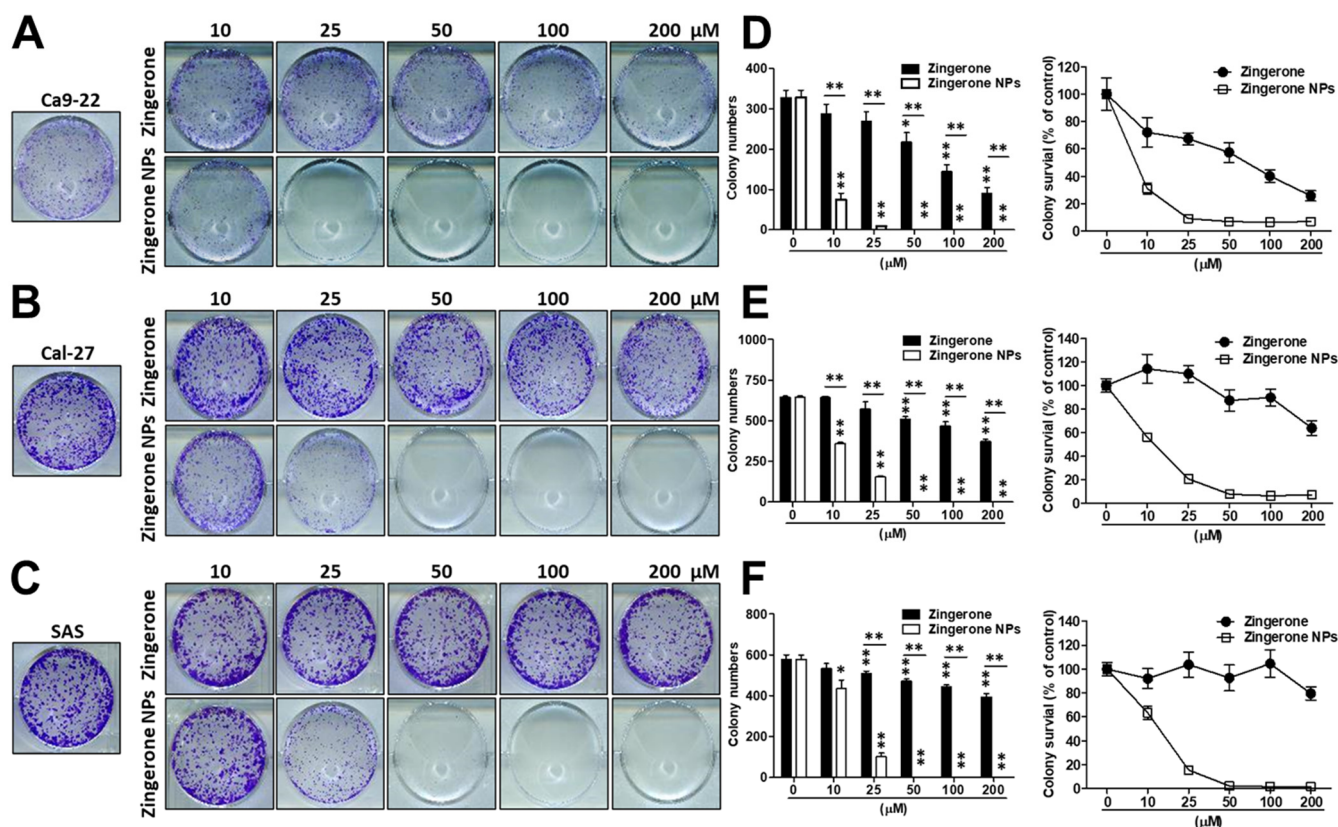 A
10 25 50 100 200 μM
Ca9-22
Zingerone
Zingerone NPs
B
10 25 50 100 200 μM
Cal-27
Zingerone
Zingerone NPs
C
10 25 50 100 200 μM
SAS
Zingerone
Zingerone NPs
D
Zingerone
Zingerone NPs
Colony numbers
400
300
200
100
0
** ** ** ** **
** ** * ** ** ** ** **
0 10 25 50 100 200
(μM)
Zingerone
Zingerone NPs
Colony survial (% of control)
120
100
80
60
40
20
0
0 10 25 50 100 200
(μM)
E
Zingerone
Zingerone NPs
Colony numbers
1000
750
500
250
0
** ** ** ** **
** ** ** ** ** ** ** **
0 10 25 50 100 200
(μM)
Zingerone
Zingerone NPs
Colony survial (% of control)
140
120
100
80
60
40
20
0
0 10 25 50 100 200
(μM)
F
Zingerone
Zingerone NPs
Colony numbers
800
600
400
200
0
** ** ** **
* ** ** ** ** ** ** ** **
0 10 25 50 100 200
(μM)
Zingerone
Zingerone NPs
Colony survial (% of control)
140
120
100
80
60
40
20
0
0 10 25 50 100 200
(μM)